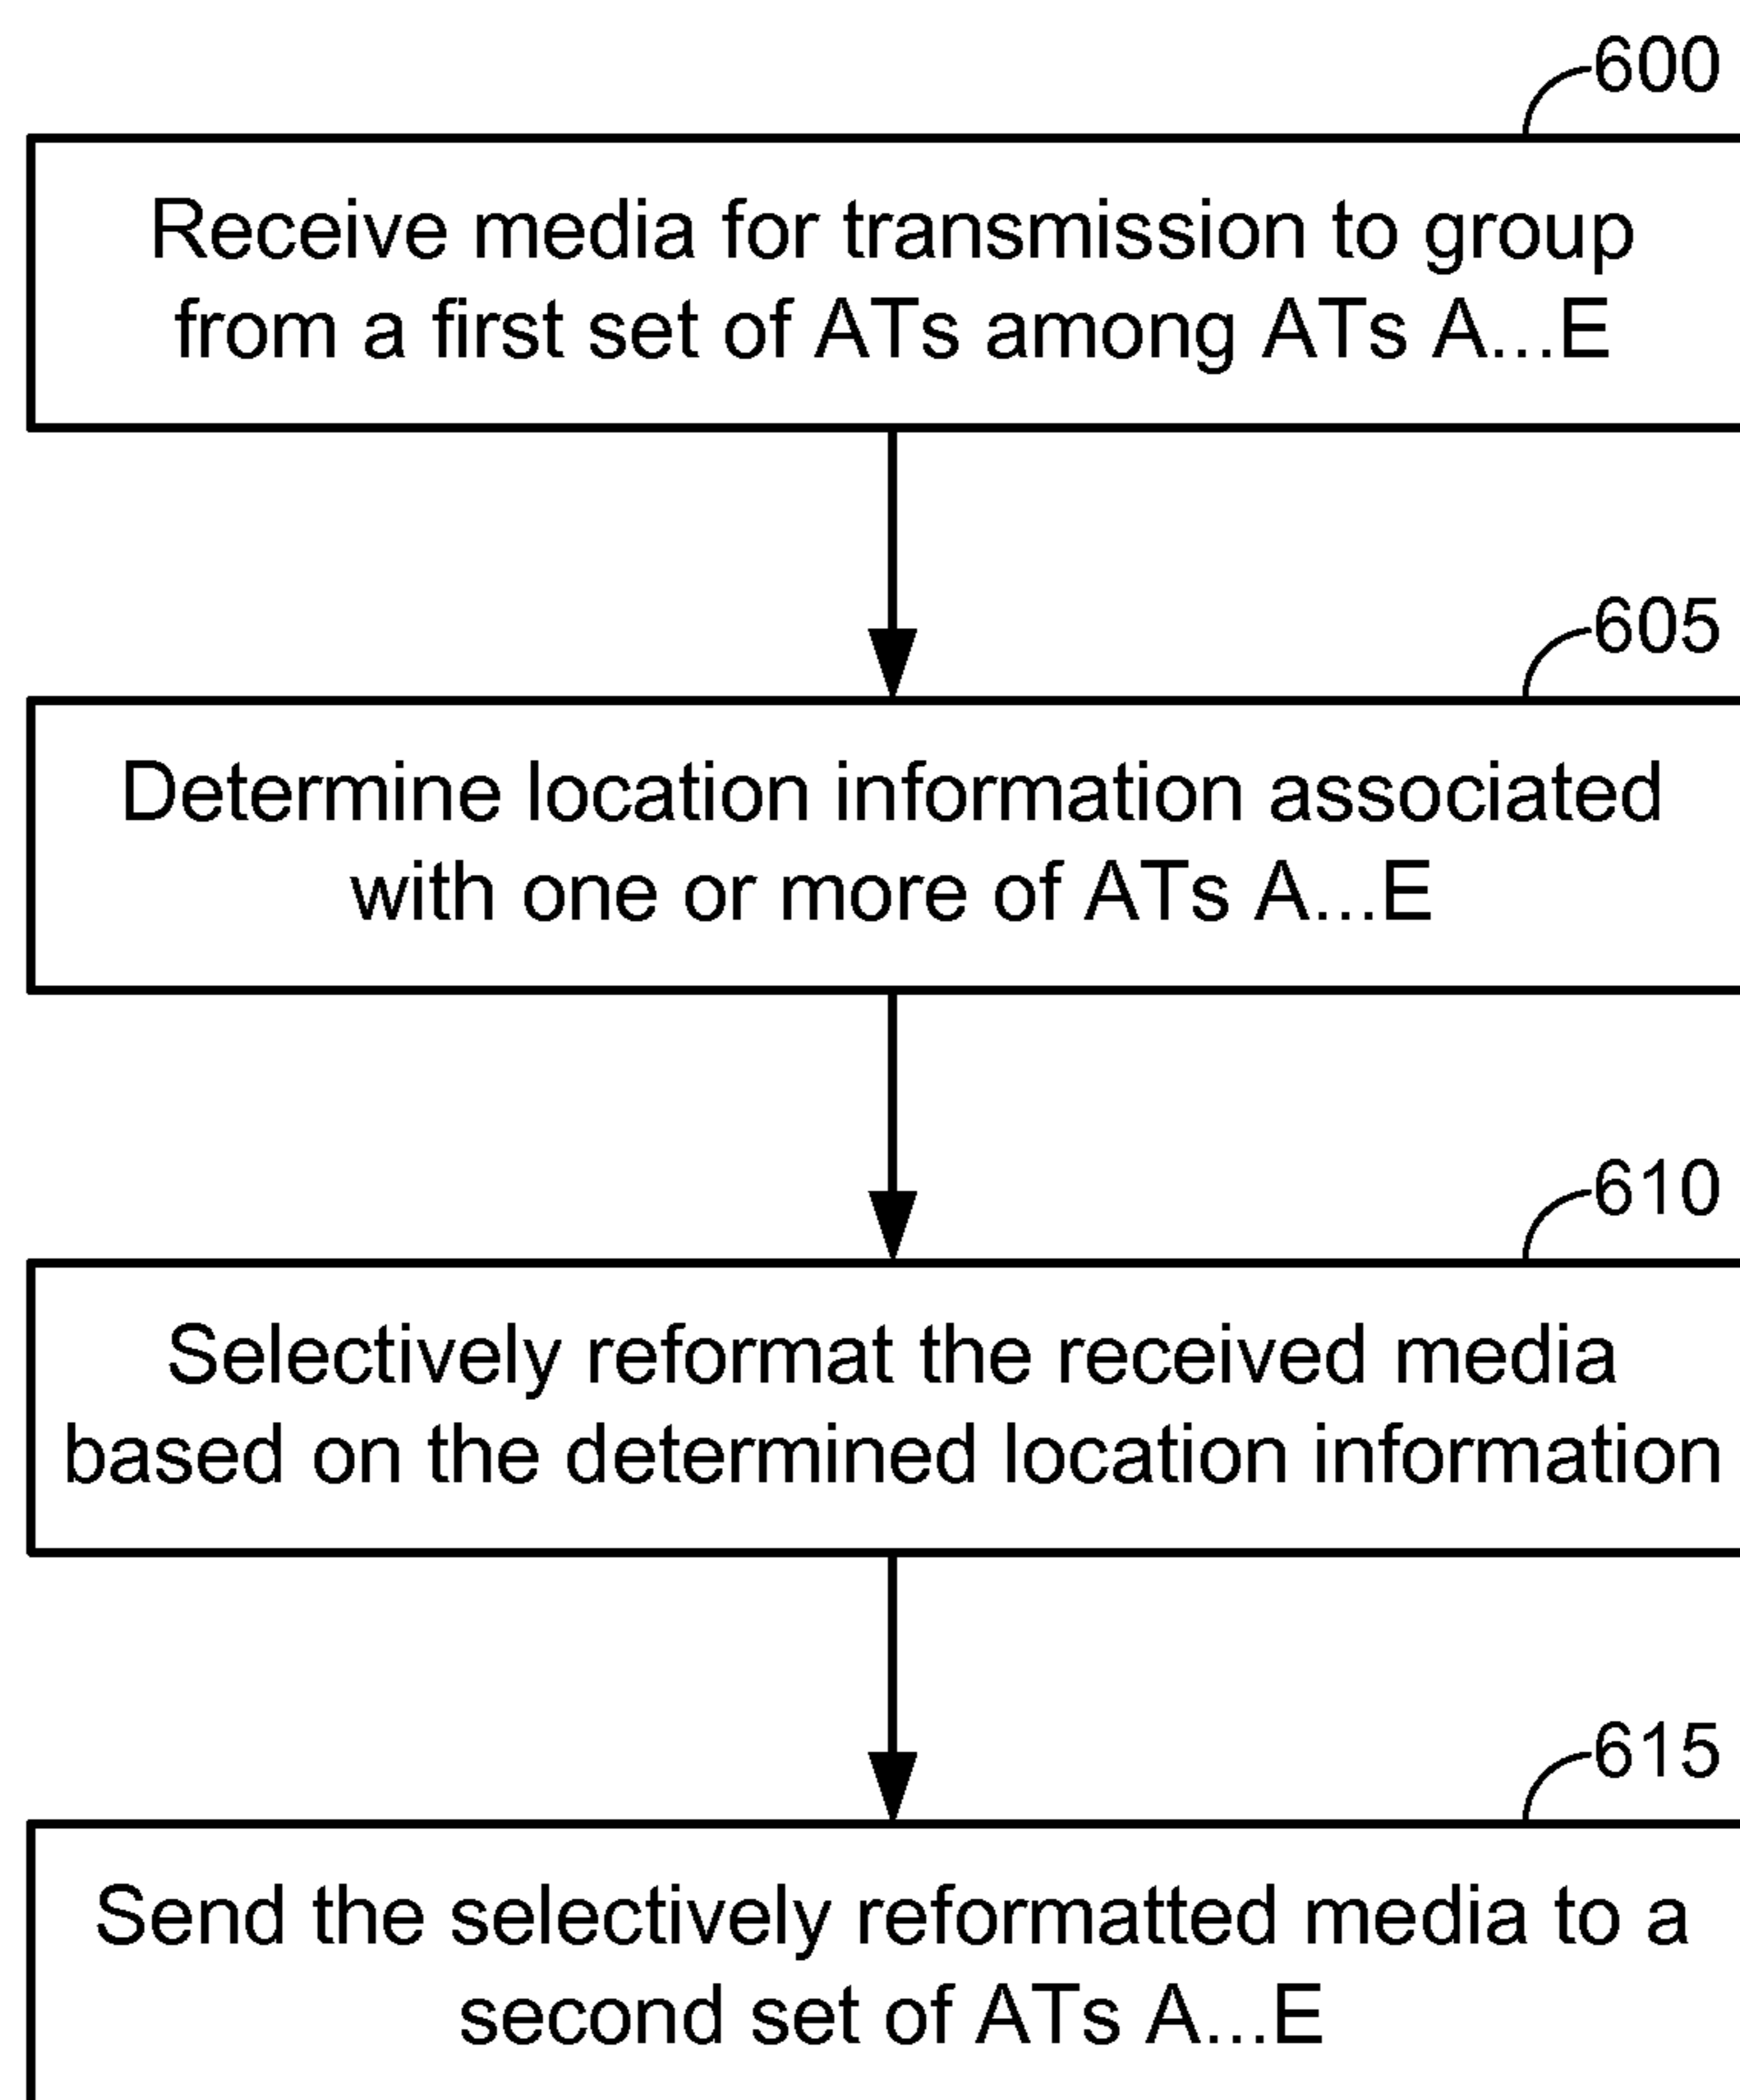 600
Receive media for transmission to group
from a first set of ATs among ATs A...E
605
Determine location information associated
with one or more of ATs A...E
610
Selectively reformat the received media
based on the determined location information
615
Send the selectively reformatted media to a
second set of ATs A...E